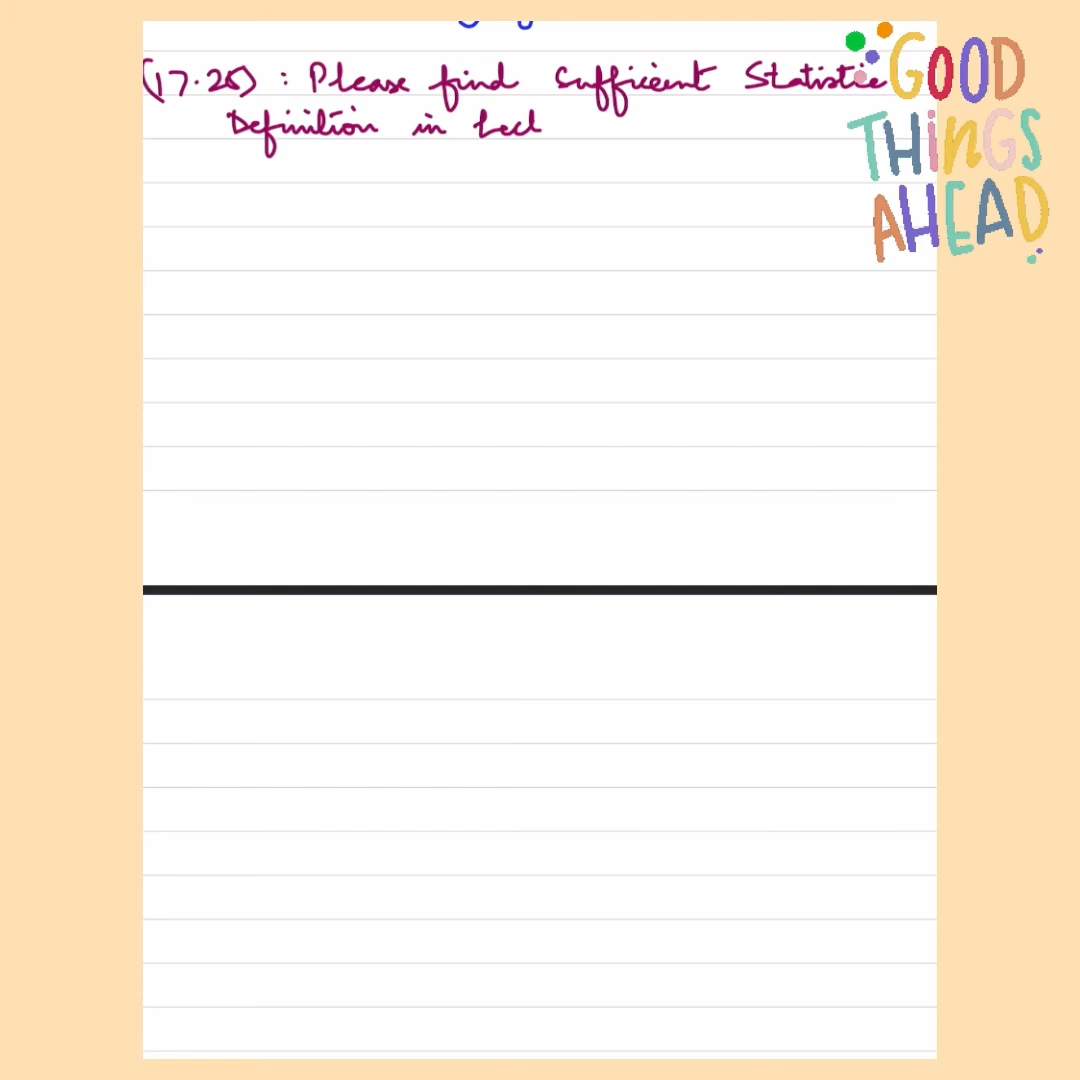 (17.25) : Please find Sufficient Statistic
Definition in Lect
GOOD
THiNGS
AHEAD